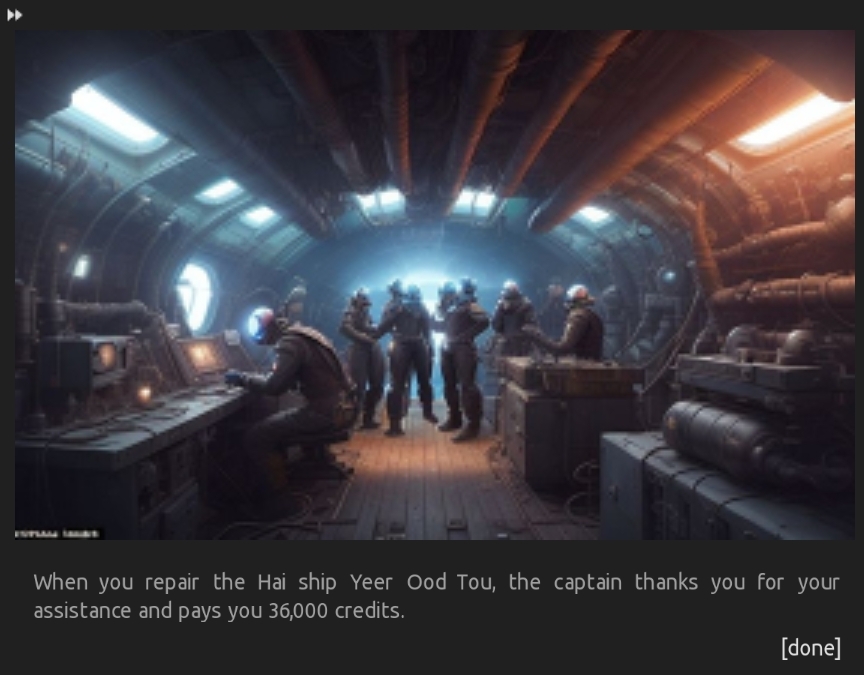 When you repair the Hai ship Yeer Ood Tou, the captain thanks you for your
assistance and pays you 36,000 credits.
[done]